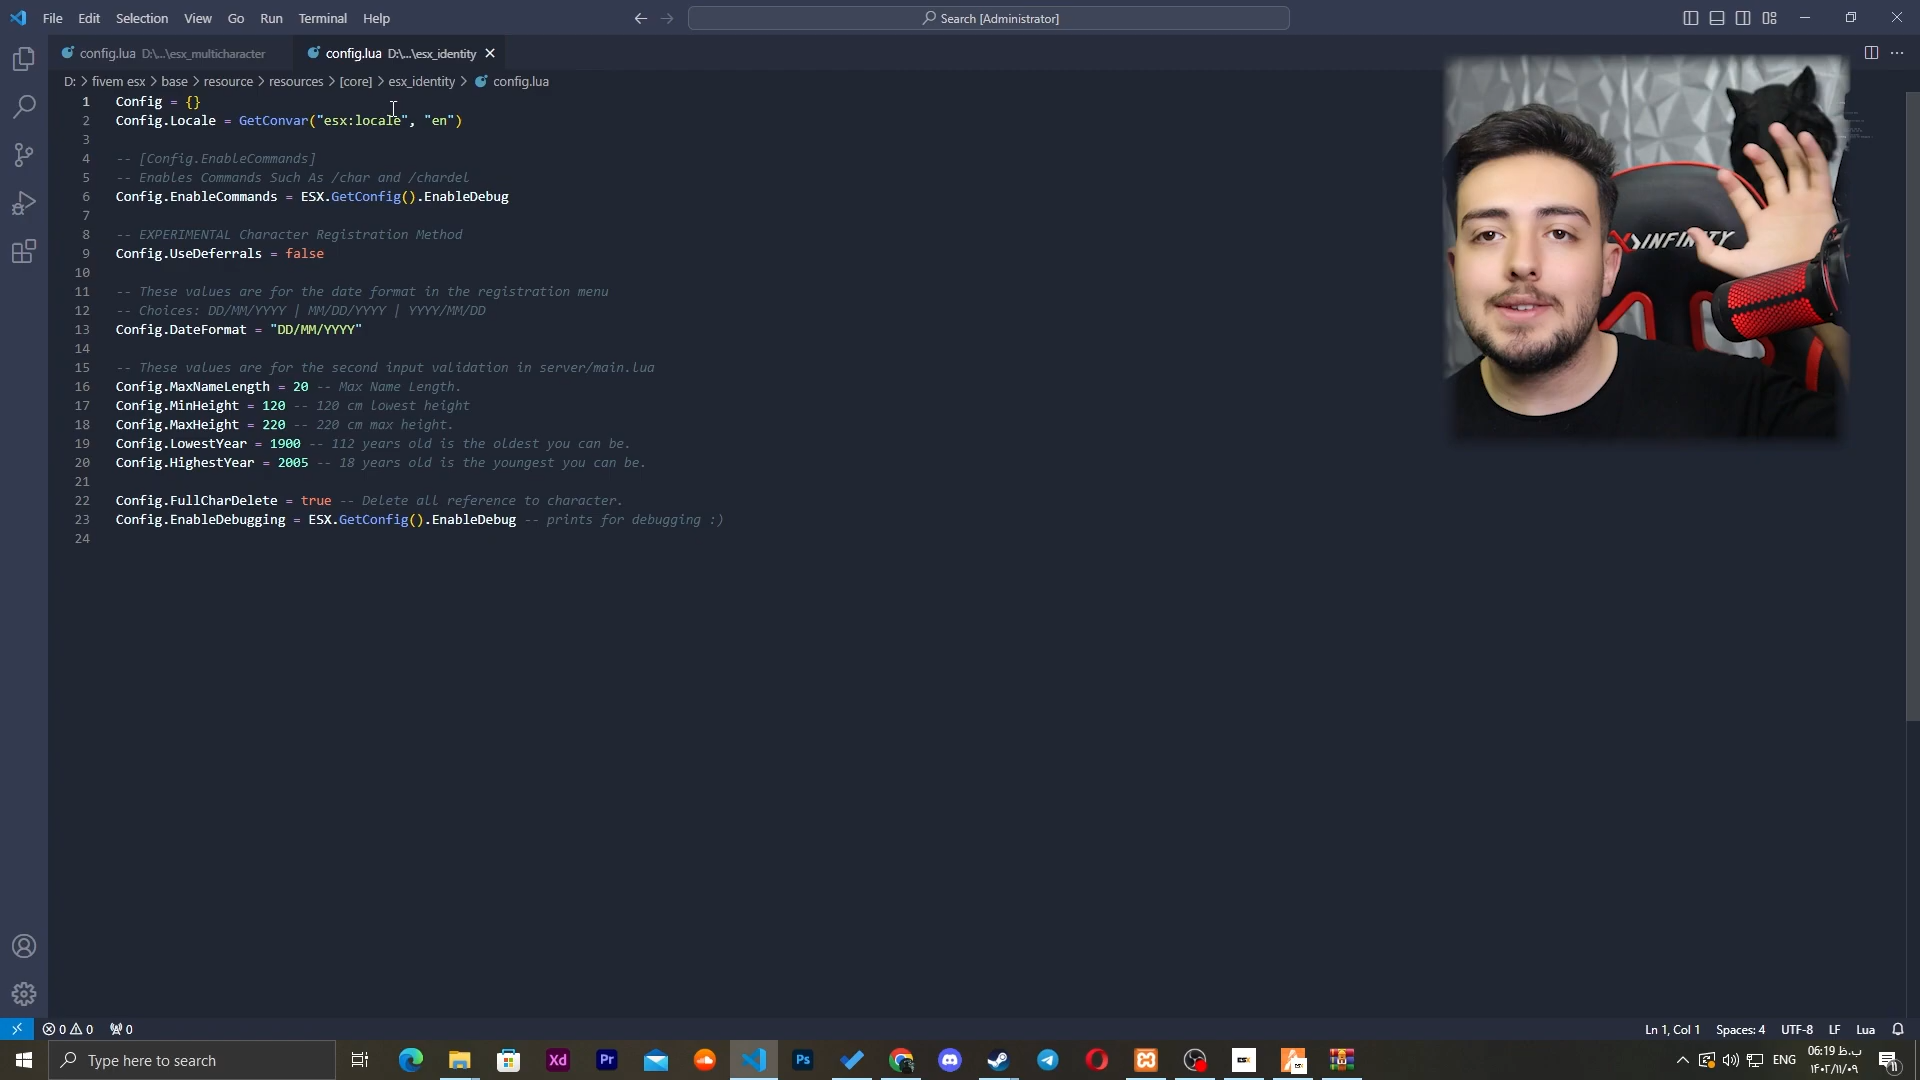 File Edit Selection View Go Run Terminal Help
Search [Administrator]
config.lua D:\...\esx_multicharacter
config.lua D:\...\esx_identity
D: > fivem esx > base > resource > resources > [core] > esx_identity > config.lua
1 Config = {}
2 Config.Locale = GetConvar("esx:locale", "en")
3
4 -- [Config.EnableCommands]
5 -- Enables Commands Such As /char and /chardel
6 Config.EnableCommands = ESX.GetConfig().EnableDebug
7
8 -- EXPERIMENTAL Character Registration Method
9 Config.UseDeferrals = false
10
11 -- These values are for the date format in the registration menu
12 -- Choices: DD/MM/YYYY | MM/DD/YYYY | YYYY/MM/DD
13 Config.DateFormat = "DD/MM/YYYY"
14
15 -- These values are for the second input validation in server/main.lua
16 Config.MaxNameLength = 20 -- Max Name Length.
17 Config.MinHeight = 120 -- 120 cm lowest height
18 Config.MaxHeight = 220 -- 220 cm max height.
19 Config.LowestYear = 1900 -- 112 years old is the oldest you can be.
20 Config.HighestYear = 2005 -- 18 years old is the youngest you can be.
21
22 Config.FullCharDelete = true -- Delete all reference to character.
23 Config.EnableDebugging = ESX.GetConfig().EnableDebug -- prints for debugging :)
24
INFINITY
0 0 0
Ln 1, Col 1 Spaces: 4 UTF-8 LF Lua
Type here to search
Xd Pr Ps
ENG
06:19 ب.ظ
۱۴۰۲/۱۱/۰۹